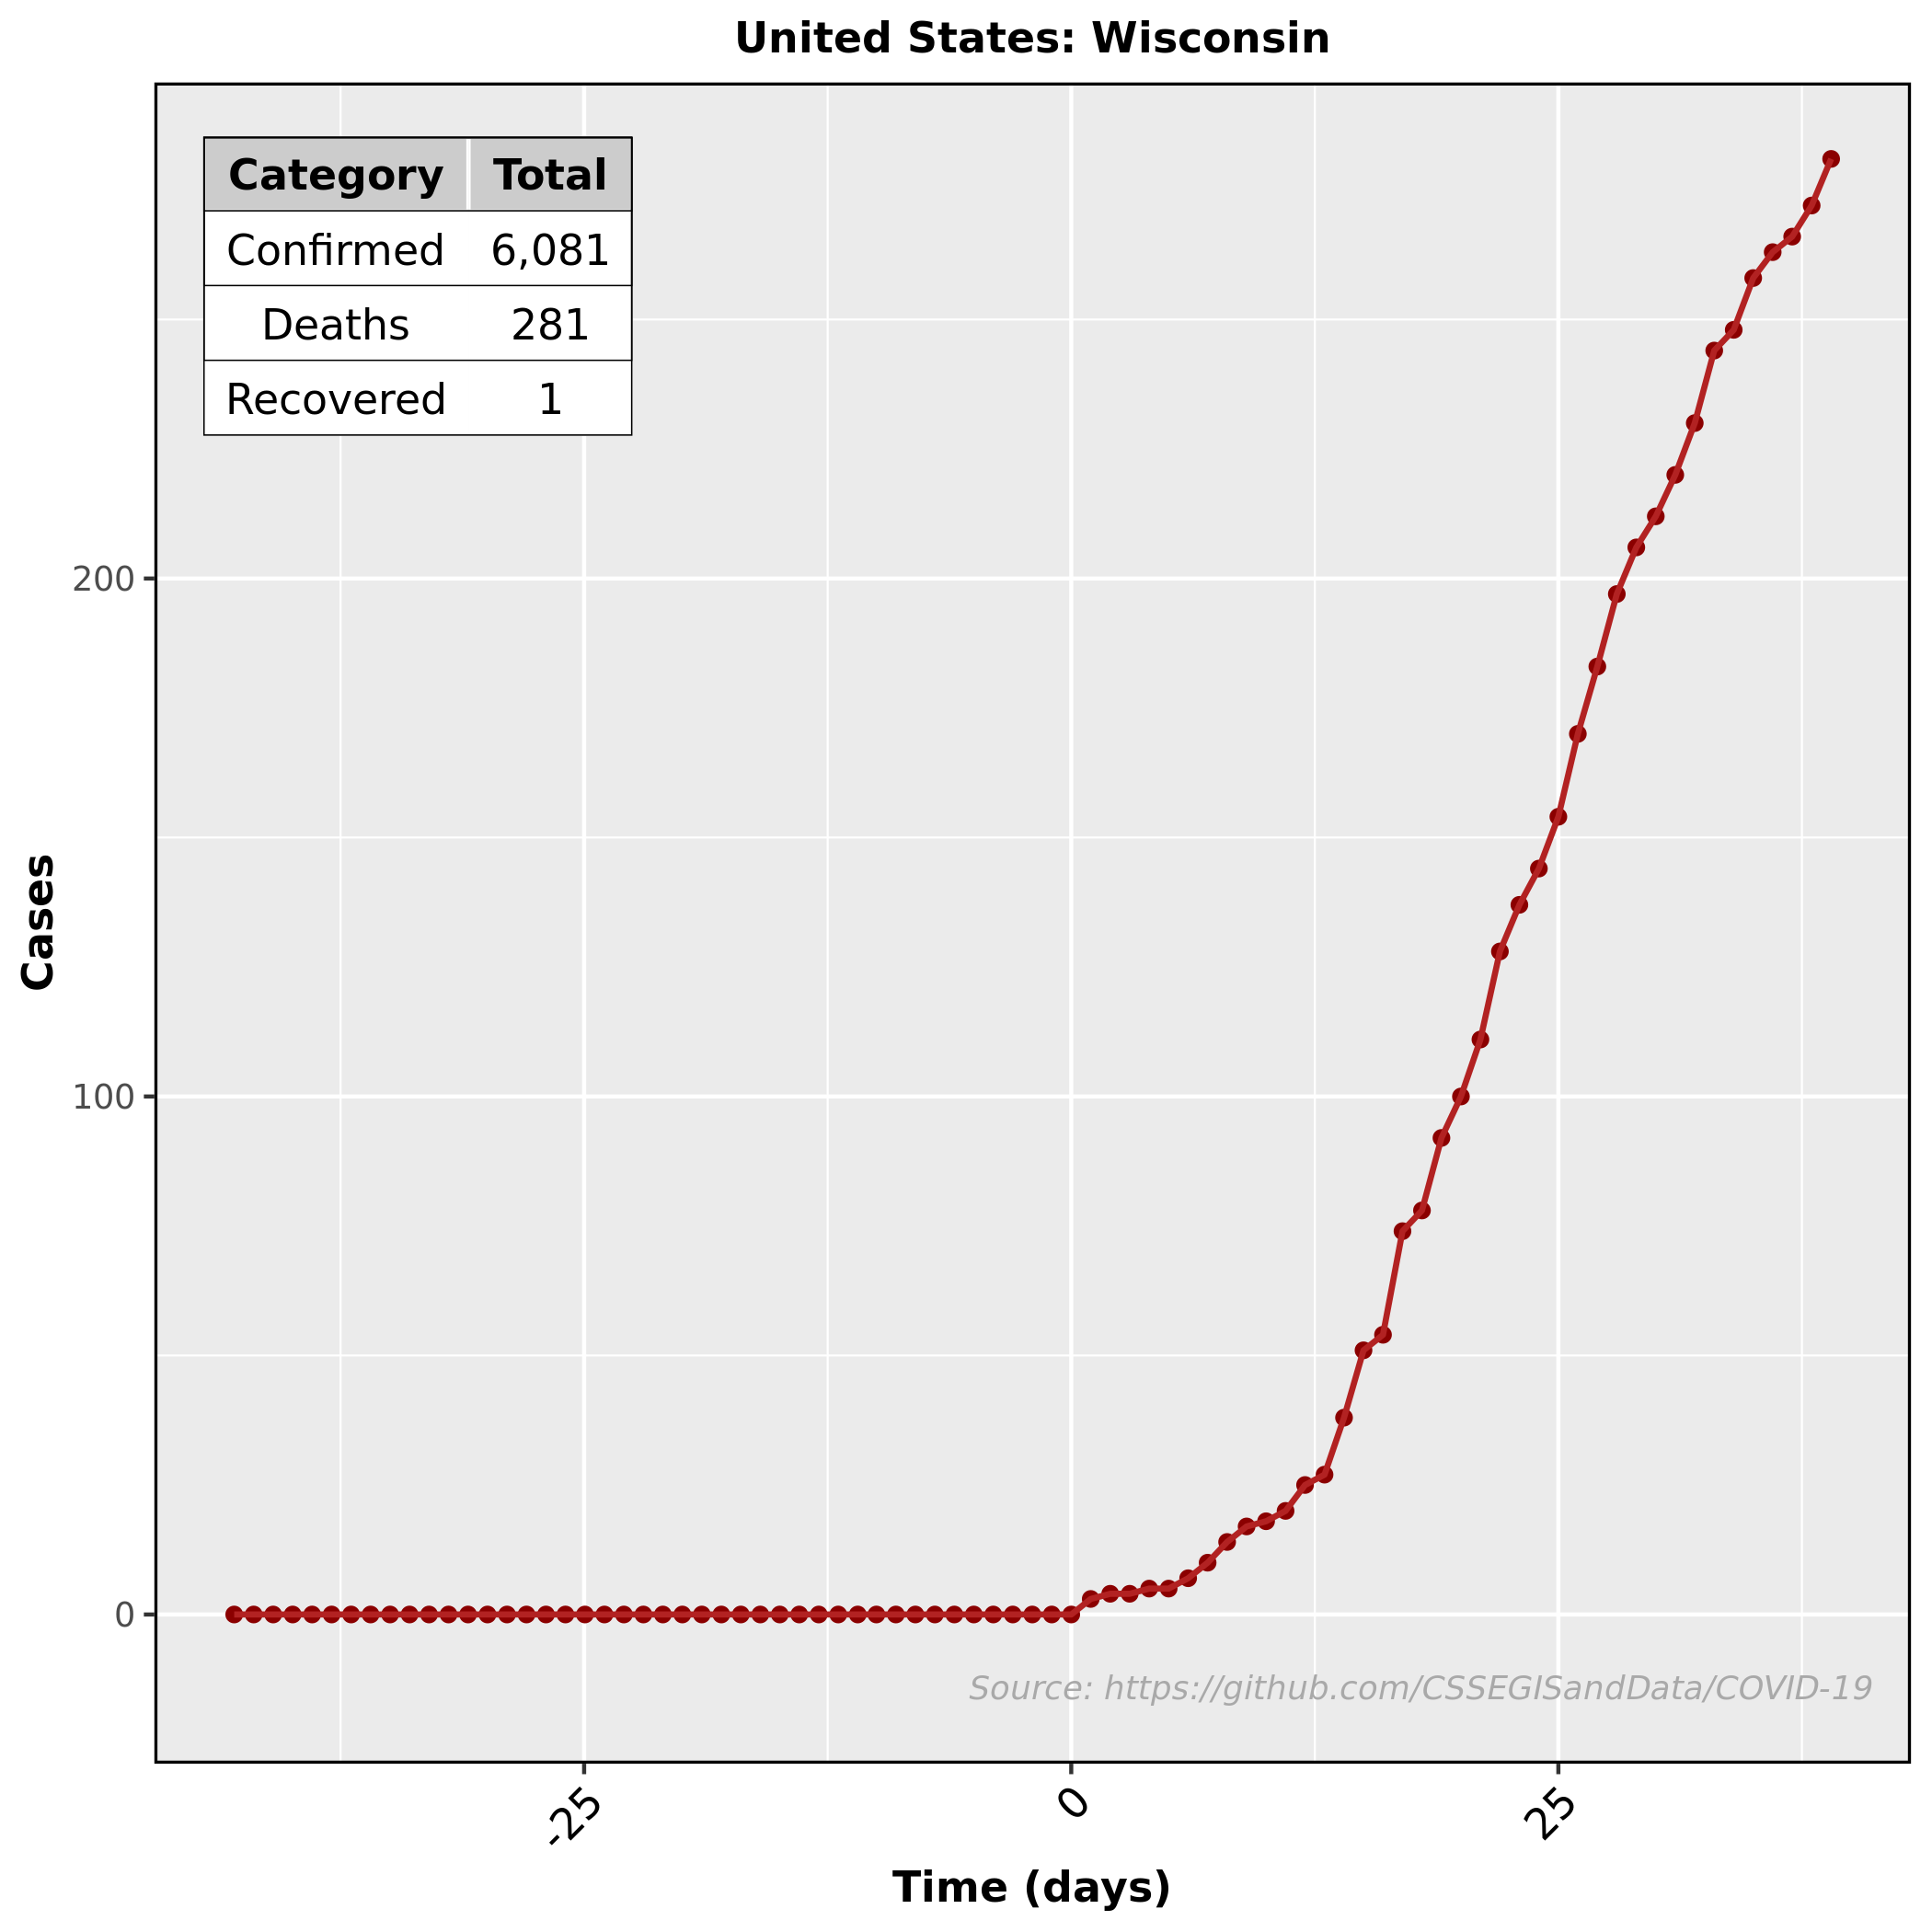 United States: Wisconsin
Category Total
Confirmed 6,081
Deaths 281
Recovered 1
200
100
0
Cases
Source: https://github.com/CSSEGISandData/COVID-19
-25 0 25
Time (days)